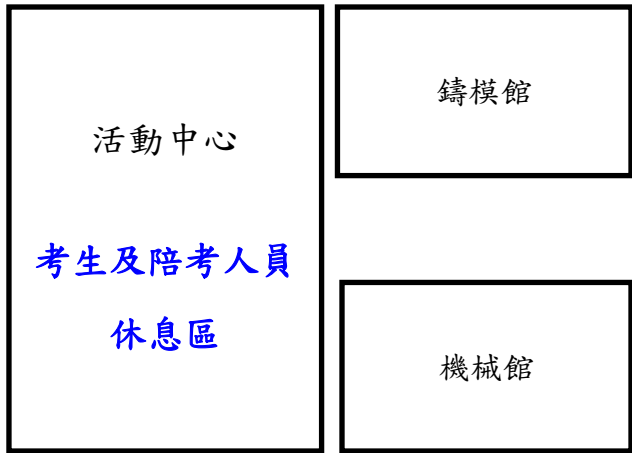 活動中心
考生及陪考人員
休息區
鑄模館
機械館